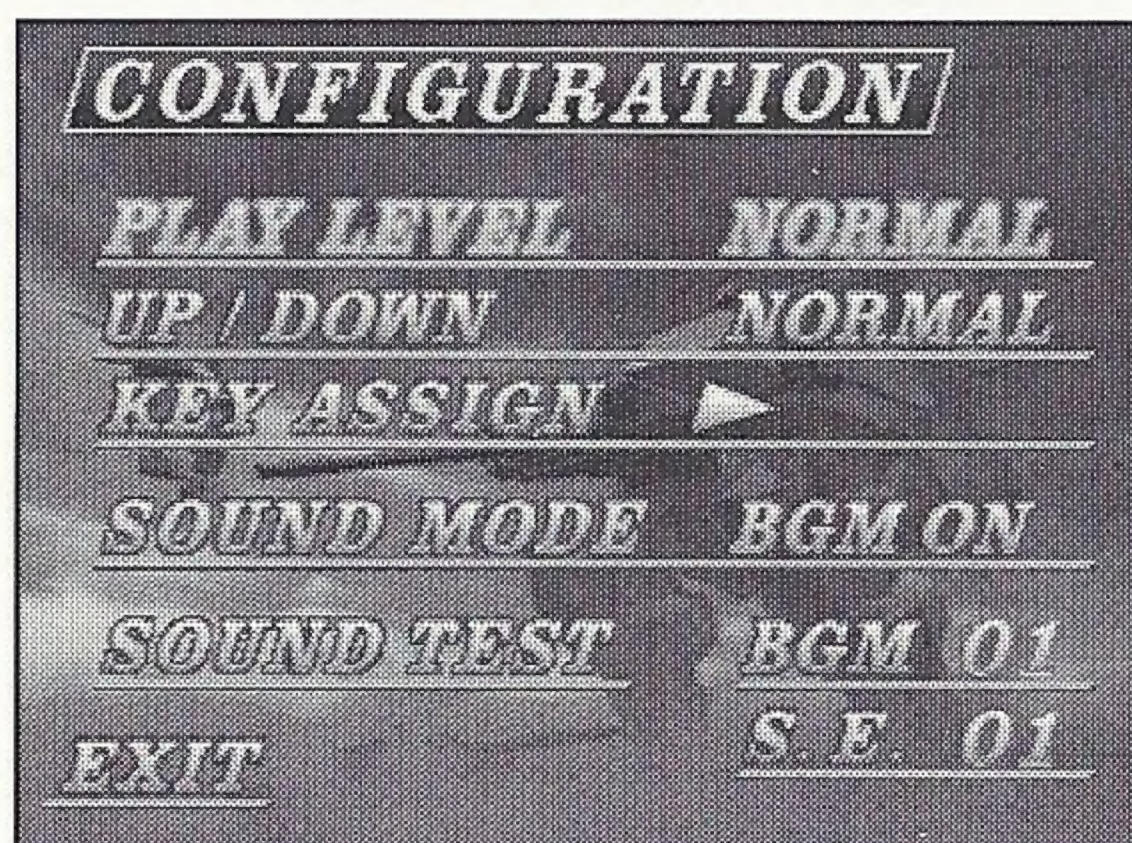 CONFIGURATION
PLAY LEVEL NORMAL
UP / DOWN NORMAL
KEY ASSIGN
SOUND MODE BGM ON
SOUND TEST BGM 01
S. E. 01
EXIT